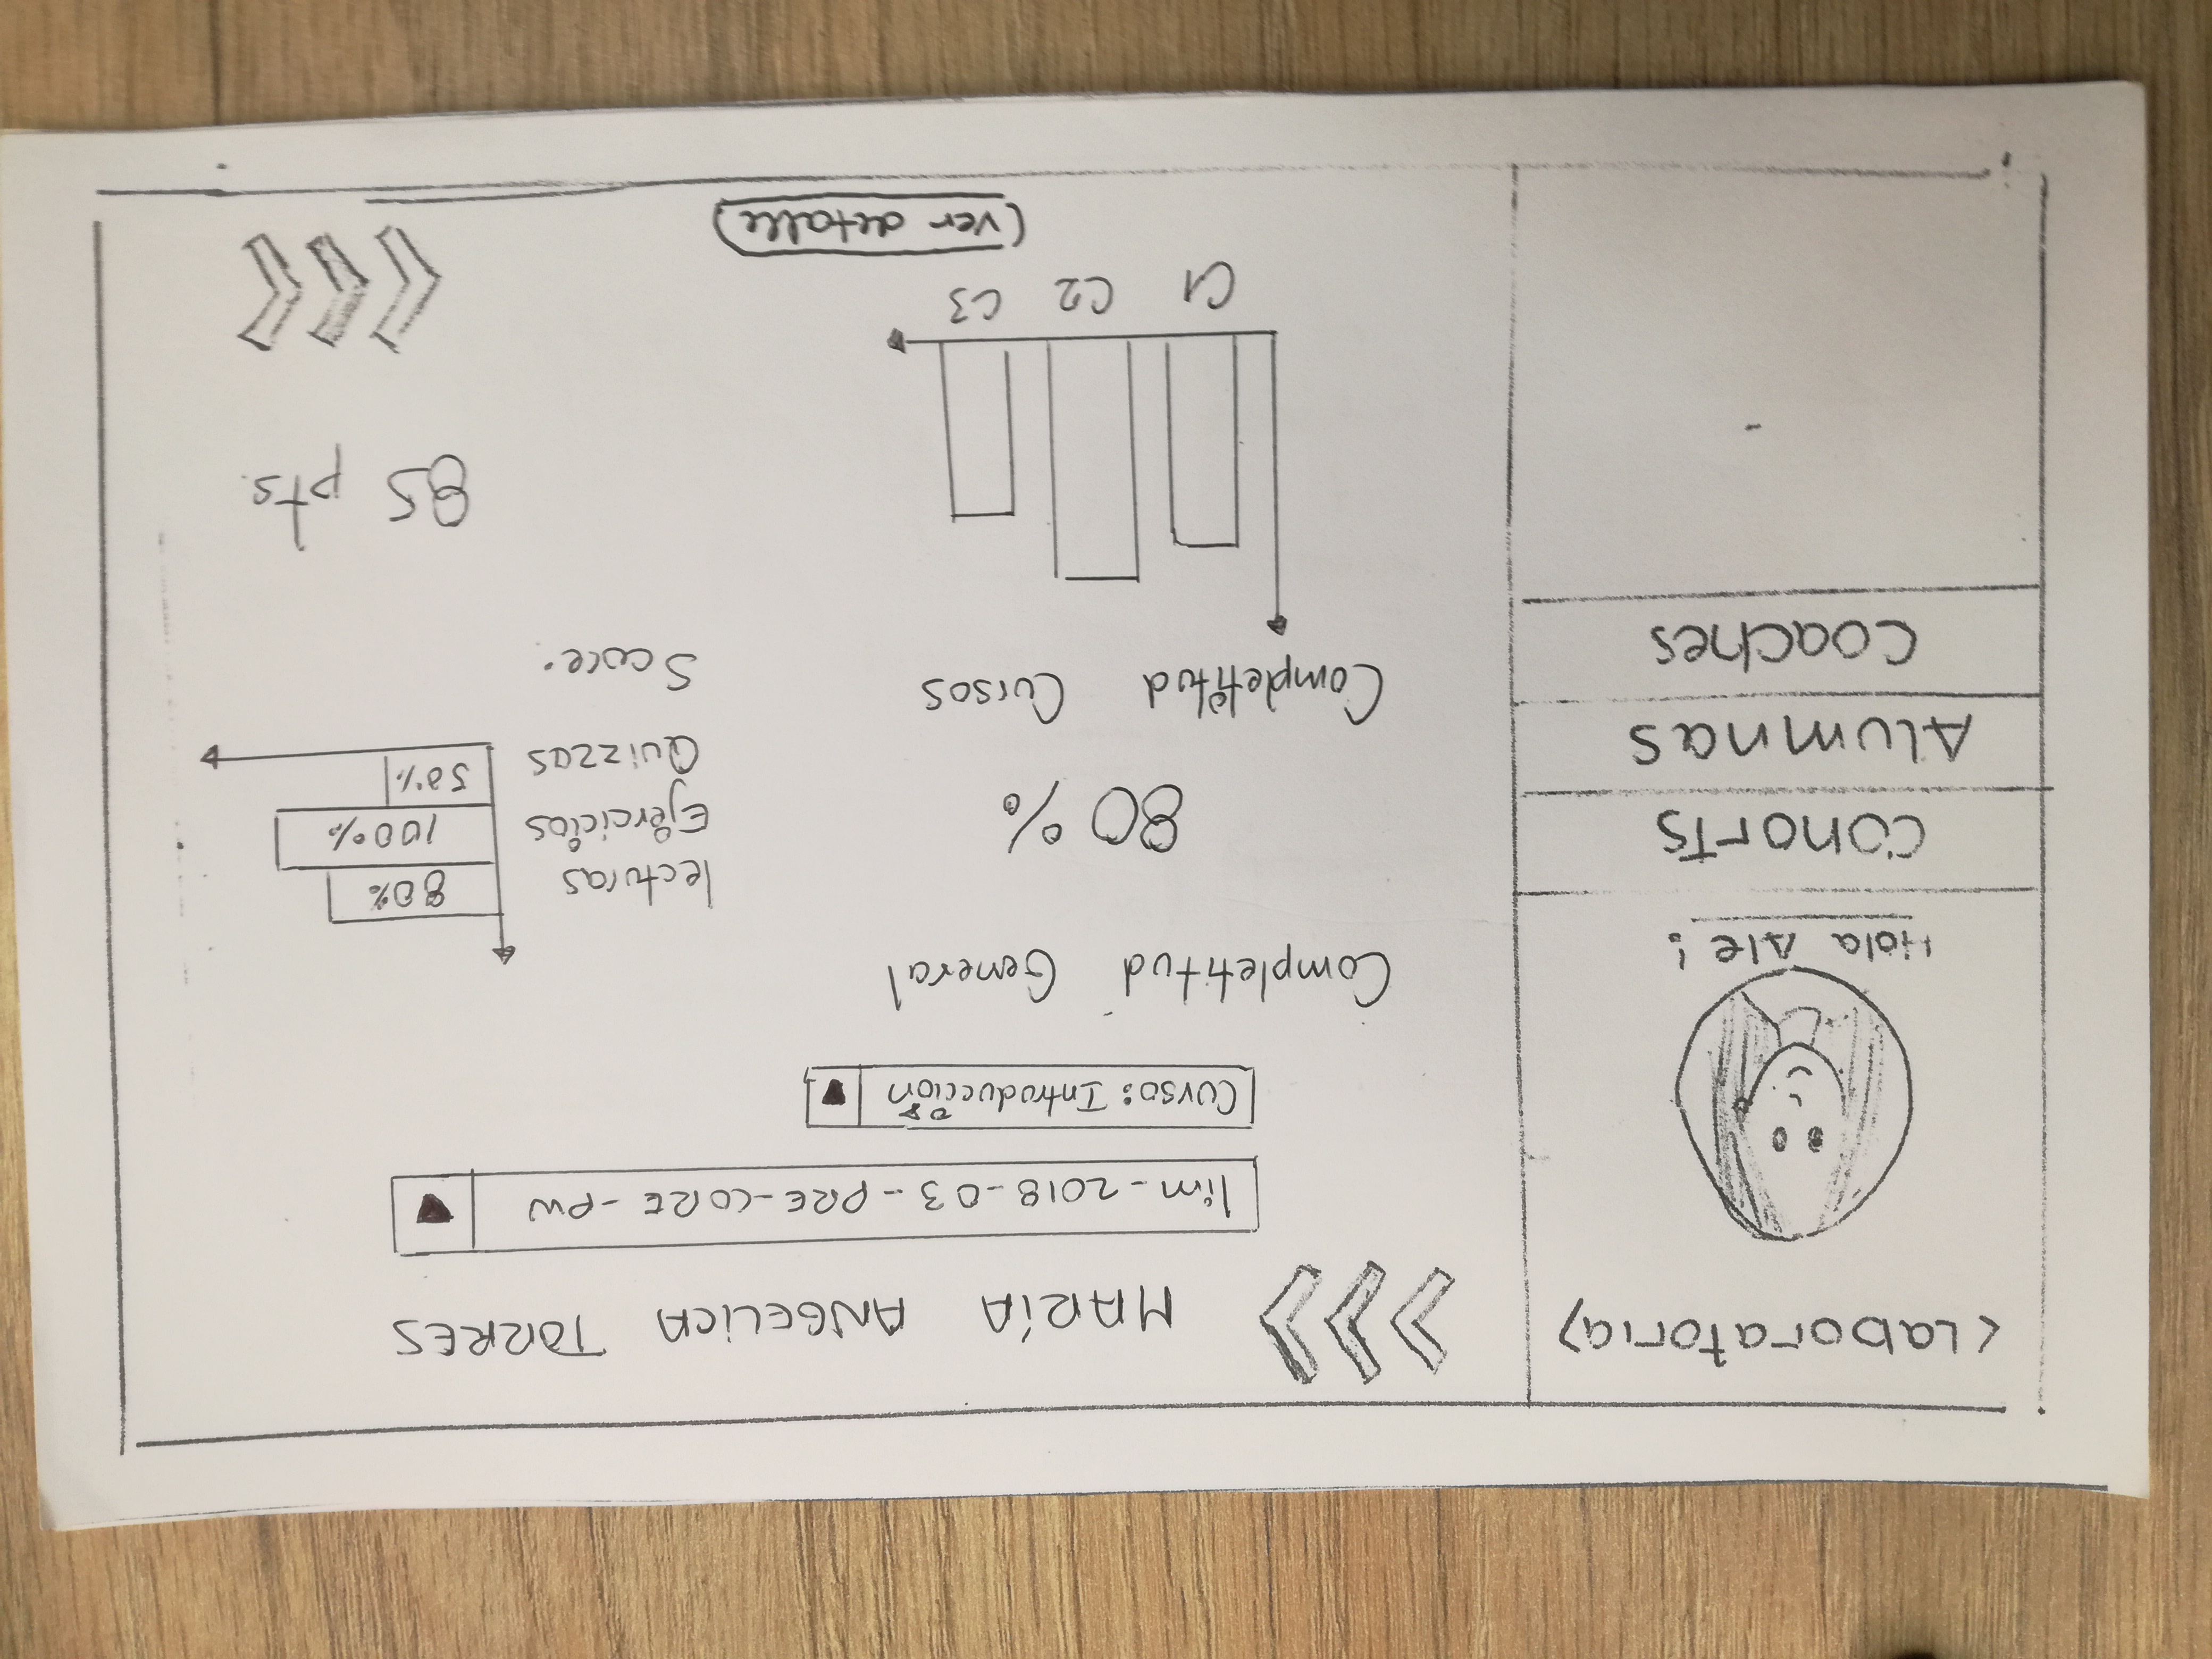 <Laboratoria>
Hola Ale!
Cohorts
Alumnas
Coaches
MARÍA ANGELICA TORRES
lim-2018-03-PRE-CORE-PW
Curso: Introducción
Completitud General
80%
lecturas 80%
Ejercicios 100%
Quizzas 50%
Completitud Cursos
C1 C2 C3
Score.
85 pts.
(ver detalle)